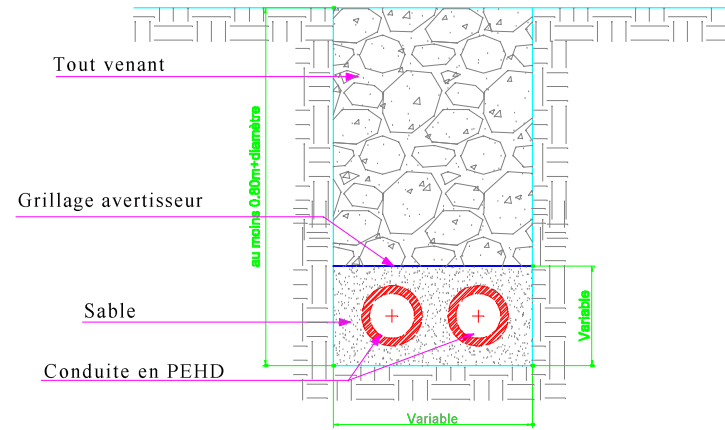 Tout venant
au moins 0.80m+diamètre
Grillage avertisseur
Sable
Variable
Conduite en PEHD
Variable